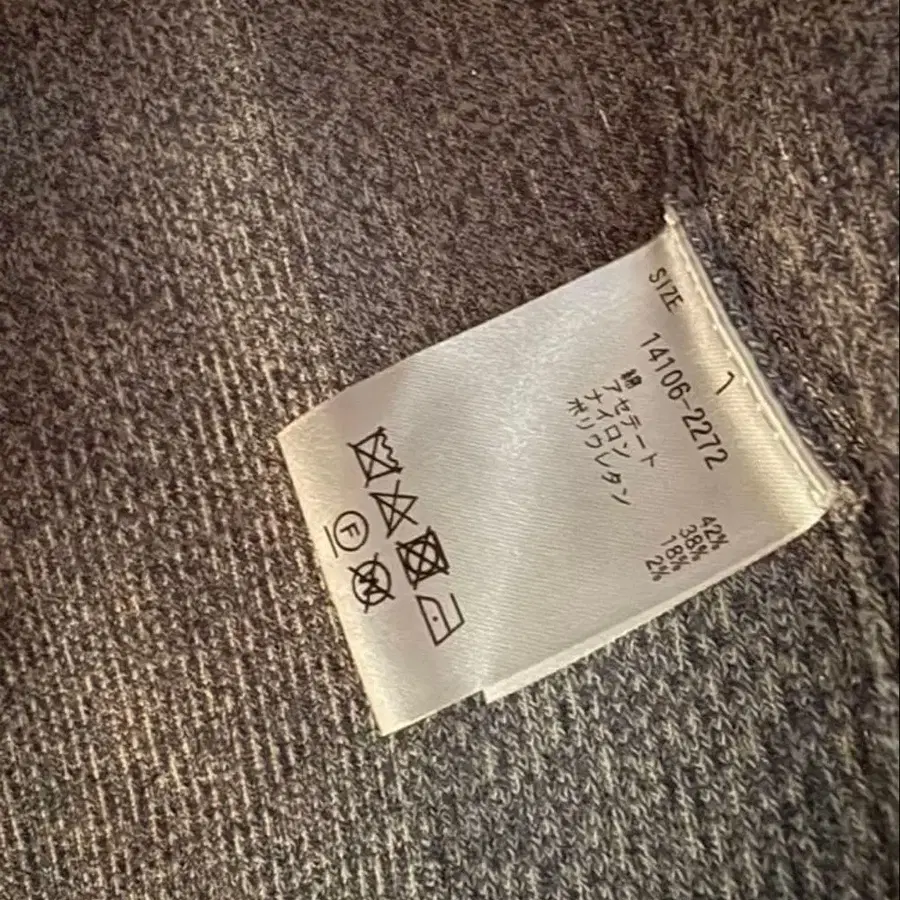 SIZE 1
14106-2272
綿 42%
アセテート 38%
ナイロン 18%
ポリウレタン 2%
F W